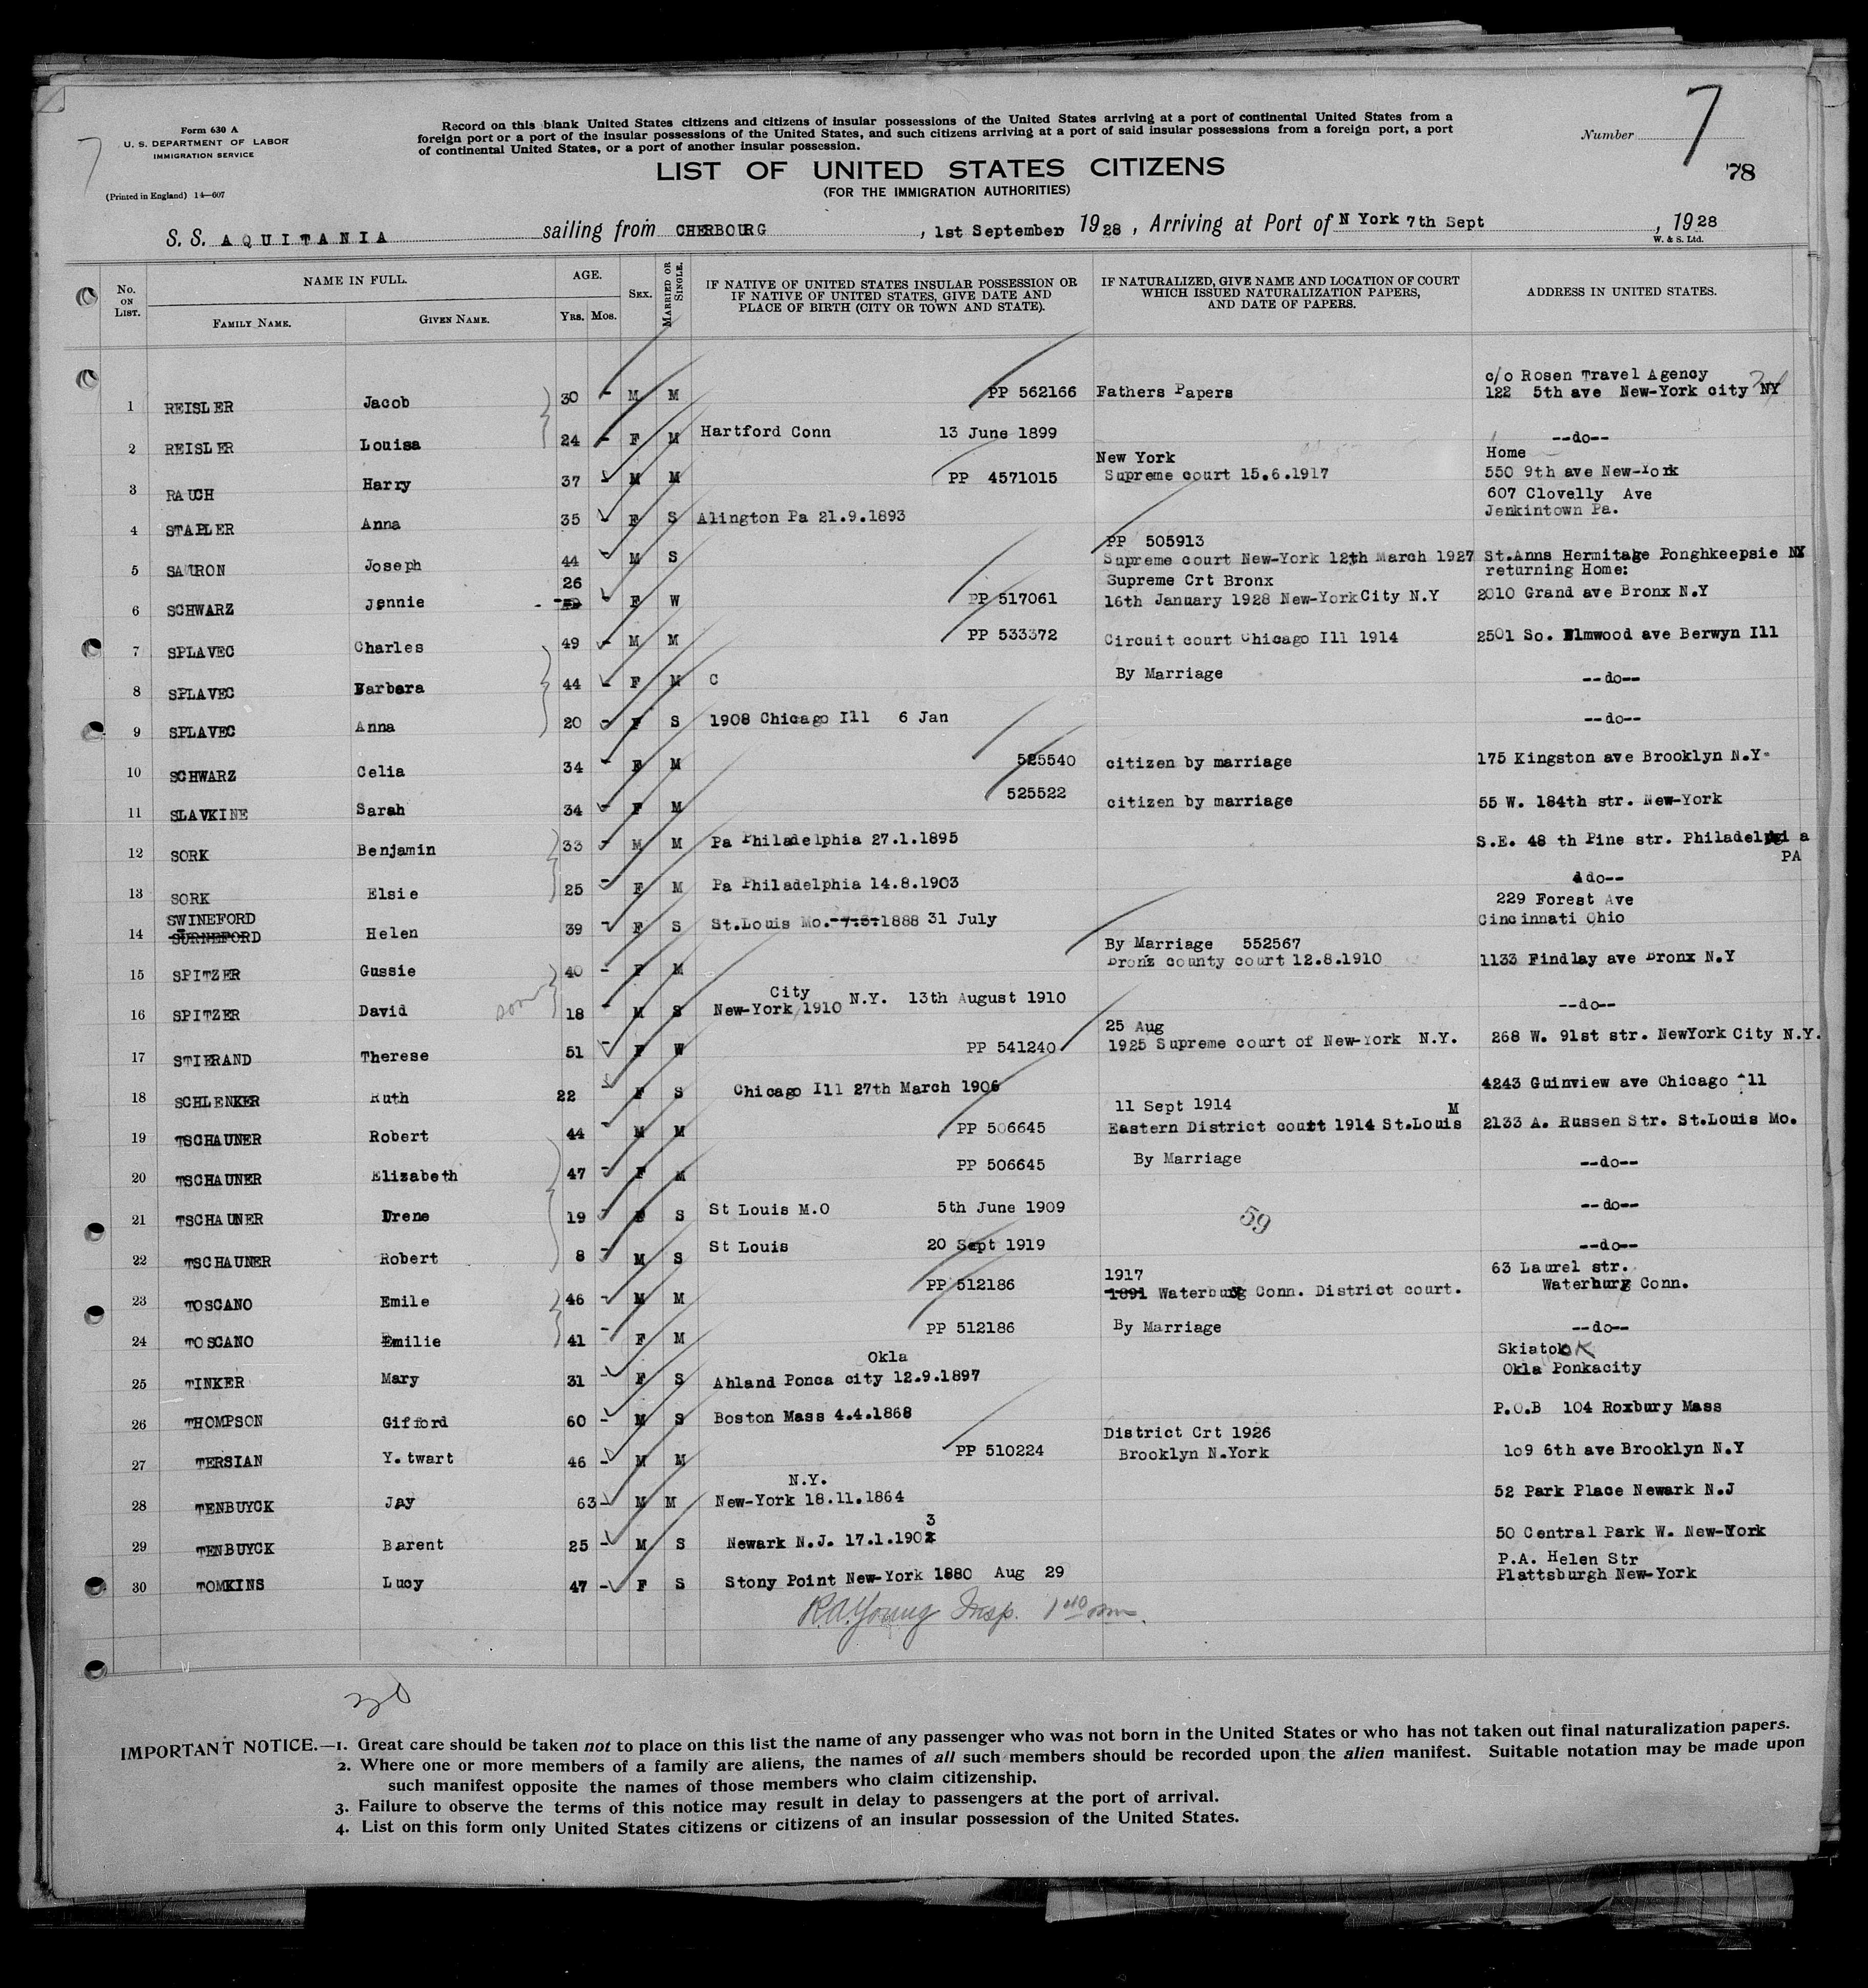 7
7
Form 630 A
U. S. DEPARTMENT OF LABOR
IMMIGRATION SERVICE
(Printed in England) 14—607
Record on this blank United States citizens and citizens of insular possessions of the United States arriving at a port of continental United States from a
foreign port or a port of the insular possessions of the United States, and such citizens arriving at a port of said insular possessions from a foreign port, a port
of continental United States, or a port of another insular possession.
Number
78
LIST OF UNITED STATES CITIZENS
(FOR THE IMMIGRATION AUTHORITIES)
S. S. AQUITANIA sailing from CHERBOURG, 1st September 1928, Arriving at Port of N York 7th Sept, 1928
W. & S. Ltd.
No. ON LIST.
NAME IN FULL.
FAMILY NAME. GIVEN NAME.
AGE.
YRS. MOS.
SEX.
MARRIED OR SINGLE.
IF NATIVE OF UNITED STATES INSULAR POSSESSION OR
IF NATIVE OF UNITED STATES, GIVE DATE AND
PLACE OF BIRTH (CITY OR TOWN AND STATE).
IF NATURALIZED, GIVE NAME AND LOCATION OF COURT
WHICH ISSUED NATURALIZATION PAPERS,
AND DATE OF PAPERS.
ADDRESS IN UNITED STATES.
c/o Rosen Travel Agency
1 REISLER Jacob 30 - M M PP 562166 Fathers Papers 122 5th ave New-York city NY
2 REISLER Louisa 24 - F M Hartford Conn 13 June 1899 --do--
New York Home
3 RAUCH Harry 37 - M M PP 4571015 Supreme court 15.6.1917 550 9th ave New-York
607 Clovelly Ave
4 STAPLER Anna 35 - F S Alington Pa 21.9.1893 Jenkintown Pa.
PP 505913
5 SAURON Joseph 44 - M S Supreme court New-York 12th March 1927 St.Anns Hermitage Ponghkeepsie NY
26 Supreme Crt Bronx returning Home:
6 SCHWARZ Jennie - F W PP 517061 16th January 1928 New-York City N.Y 2010 Grand ave Bronx N.Y
7 SPLAVEC Charles 49 - M M PP 533372 Circuit court Chicago Ill 1914 2501 So. Elmwood ave Berwyn Ill
8 SPLAVEC Barbara 44 - F M C By Marriage --do--
9 SPLAVEC Anna 20 - F S 1908 Chicago Ill 6 Jan --do--
10 SCHWARZ Celia 34 - F M 525540 citizen by marriage 175 Kingston ave Brooklyn N.Y.
11 SLAVKINE Sarah 34 - F M 525522 citizen by marriage 55 W. 184th str. New-York
12 SORK Benjamin 33 - M M Pa Philadelphia 27.1.1895 S.E. 48 th Pine str. Philadelphia
PA
13 SORK Elsie 25 - F M Pa Philadelphia 14.8.1903 do--
SWINEFORD 229 Forest Ave
14 SURNEFORD Helen 39 - F S St.Louis Mo. 7.8.1888 31 July Cincinnati Ohio
By Marriage 552567
15 SPITZER Gussie 40 - F M Bronz county court 12.8.1910 1133 Findlay ave Bronx N.Y
son
City
16 SPITZER David 18 - M S New-York 1910 N.Y. 13th August 1910 --do--
25 Aug
17 STIERAND Therese 51 - F W PP 541240 1925 Supreme court of New-York N.Y. 268 W. 91st str. NewYork City N.Y.
18 SCHLENKER Ruth 22 - F S Chicago Ill 27th March 1906 4243 Guinview ave Chicago Ill
11 Sept 1914 M
19 TSCHAUNER Robert 44 - M M PP 506645 Eastern District court 1914 St.Louis 2133 A. Russen Str. St.Louis Mo.
20 TSCHAUNER Elizabeth 47 - F M PP 506645 By Marriage --do--
21 TSCHAUNER Irene 19 - F S St Louis M.O 5th June 1909 --do--
59
22 TSCHAUNER Robert 8 - M S St Louis 20 Sept 1919 --do--
1917 63 Laurel str.
23 TOSCANO Emile 46 - M M PP 512186 1891 Waterburg Conn. District court. Waterburg Conn.
24 TOSCANO Emilie 41 - F M PP 512186 By Marriage --do--
Okla Skiatok OK
25 TINKER Mary 31 - F S Ahland Ponca city 12.9.1897 Okla Ponkacity
26 THOMPSON Gifford 60 - M S Boston Mass 4.4.1868 P.O.B 104 Roxbury Mass
District Crt 1926
27 TERSIAN Y.twart 46 - M M PP 510224 Brooklyn N.York 109 6th ave Brooklyn N.Y
N.Y.
28 TENBUYCK Jay 63 - M M New-York 18.11.1864 52 Park Place Newark N.J
3
29 TENBUYCK Barent 25 - M S Newark N.J. 17.1.1902 50 Central Park W. New-York
P.A. Helen Str
30 TOMKINS Lucy 47 - F S Stony Point New-York 1880 Aug 29 Plattsburgh New-York
R.A. Young Insp.
30
IMPORTANT NOTICE.—1. Great care should be taken not to place on this list the name of any passenger who was not born in the United States or who has not taken out final naturalization papers.
2. Where one or more members of a family are aliens, the names of all such members should be recorded upon the alien manifest. Suitable notation may be made upon
such manifest opposite the names of those members who claim citizenship.
3. Failure to observe the terms of this notice may result in delay to passengers at the port of arrival.
4. List on this form only United States citizens or citizens of an insular possession of the United States.